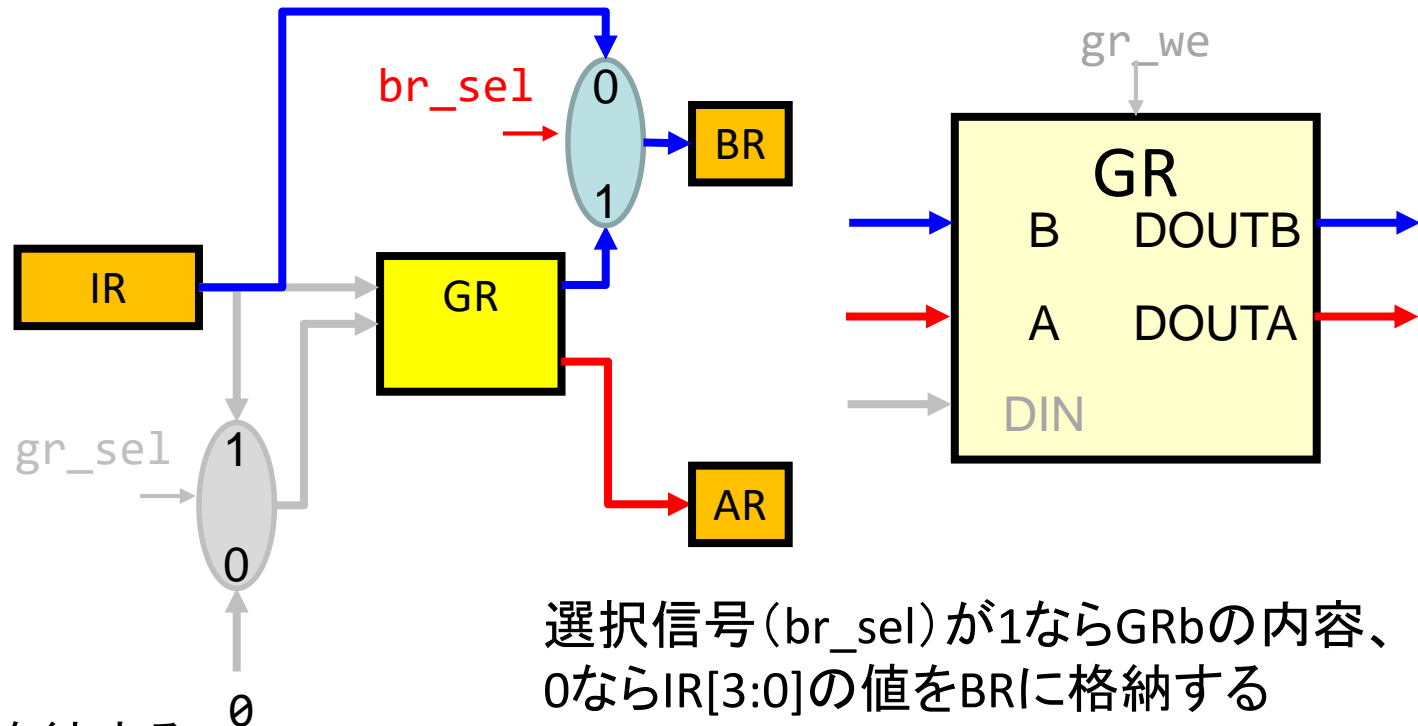 br_sel
0
1
BR
gr_we
GR
B DOUTB
A DOUTA
DIN
IR
GR
gr_sel
1
0
AR
0
選択信号(br_sel)が1ならGRbの内容、
0ならIR[3:0]の値をBRに格納する